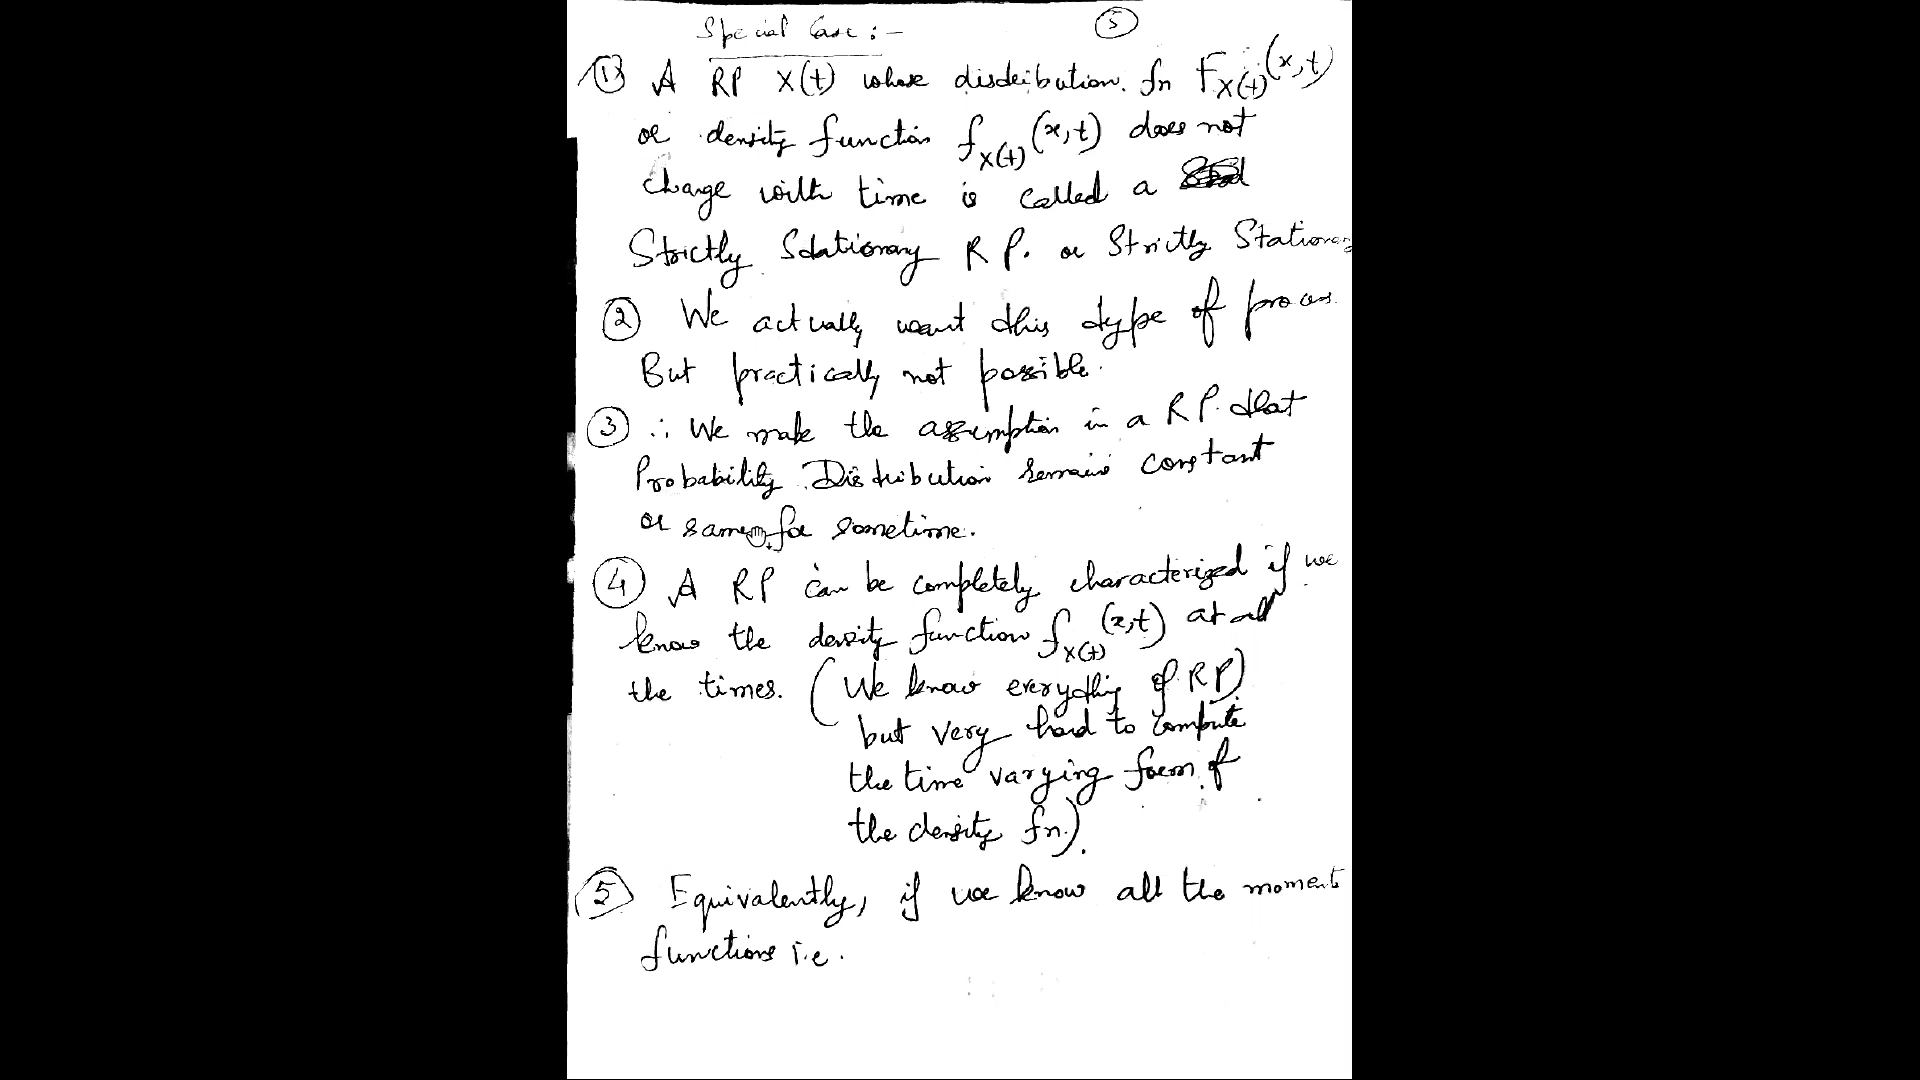 Special Case :- ⑤
① A RP X(t) whose distribution fn F_X(t)(x,t)
or density function f_X(t)(x,t) does not
change with time is called a
Strictly Stationary R P. or Strictly Stationary
② We actually want this type of process
But practically not possible.
③ ∴ We make the assumption in a R P. that
Probability Distribution remains constant
or same for sometime.
④ A RP can be completely characterized if we
know the density function f_X(t)(x,t) at all
the times. (We know everything of RP)
but very hard to compute
the time varying form of
the density fn.)
⑤ Equivalently, if we know all the moments
functions i.e.